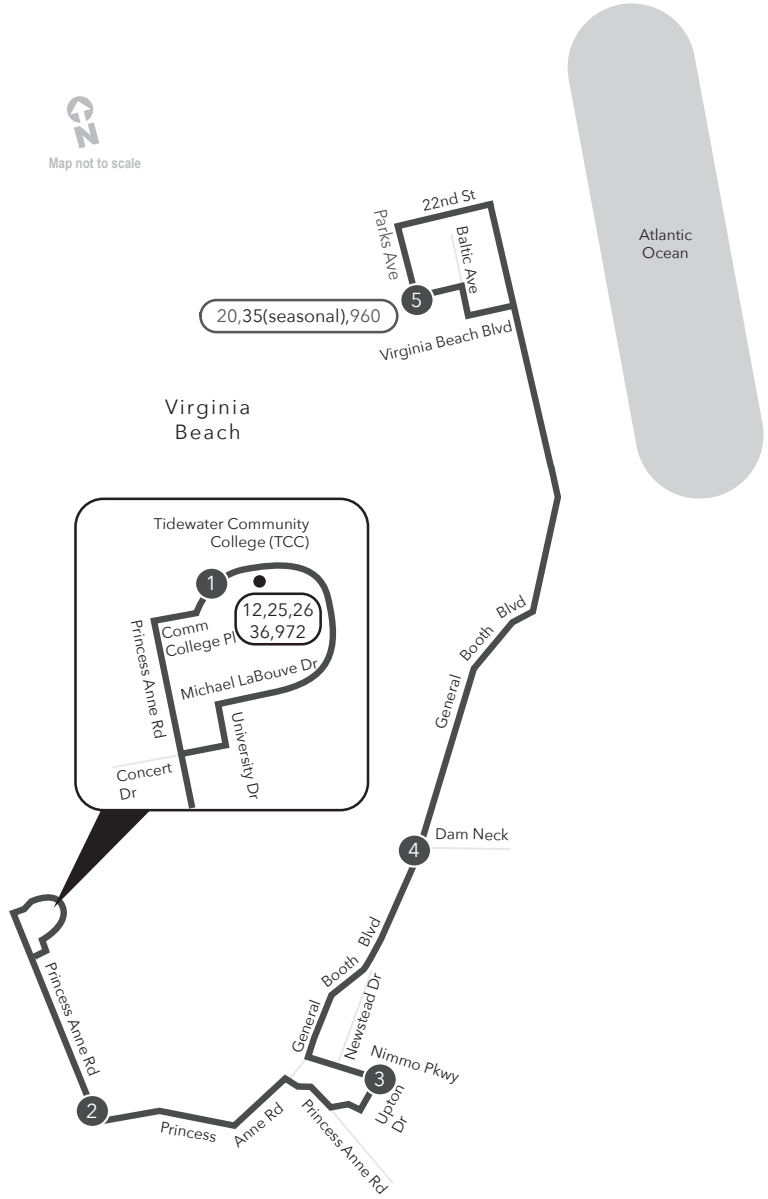 N
Map not to scale
22nd St
Parks Ave
Baltic Ave
Atlantic
Ocean
5
20,35(seasonal),960
Virginia Beach Blvd
Virginia
Beach
Tidewater Community
College (TCC)
1
12,25,26
36,972
Comm
College Pl
Princess Anne Rd
Michael LaBouve Dr
University Dr
Concert
Dr
General Booth Blvd
4
Dam Neck
General Booth Blvd
Newstead Dr
Nimmo Pkwy
3
Upton
Dr
Princess Anne Rd
2
Princess Anne Rd
Princess Anne Rd